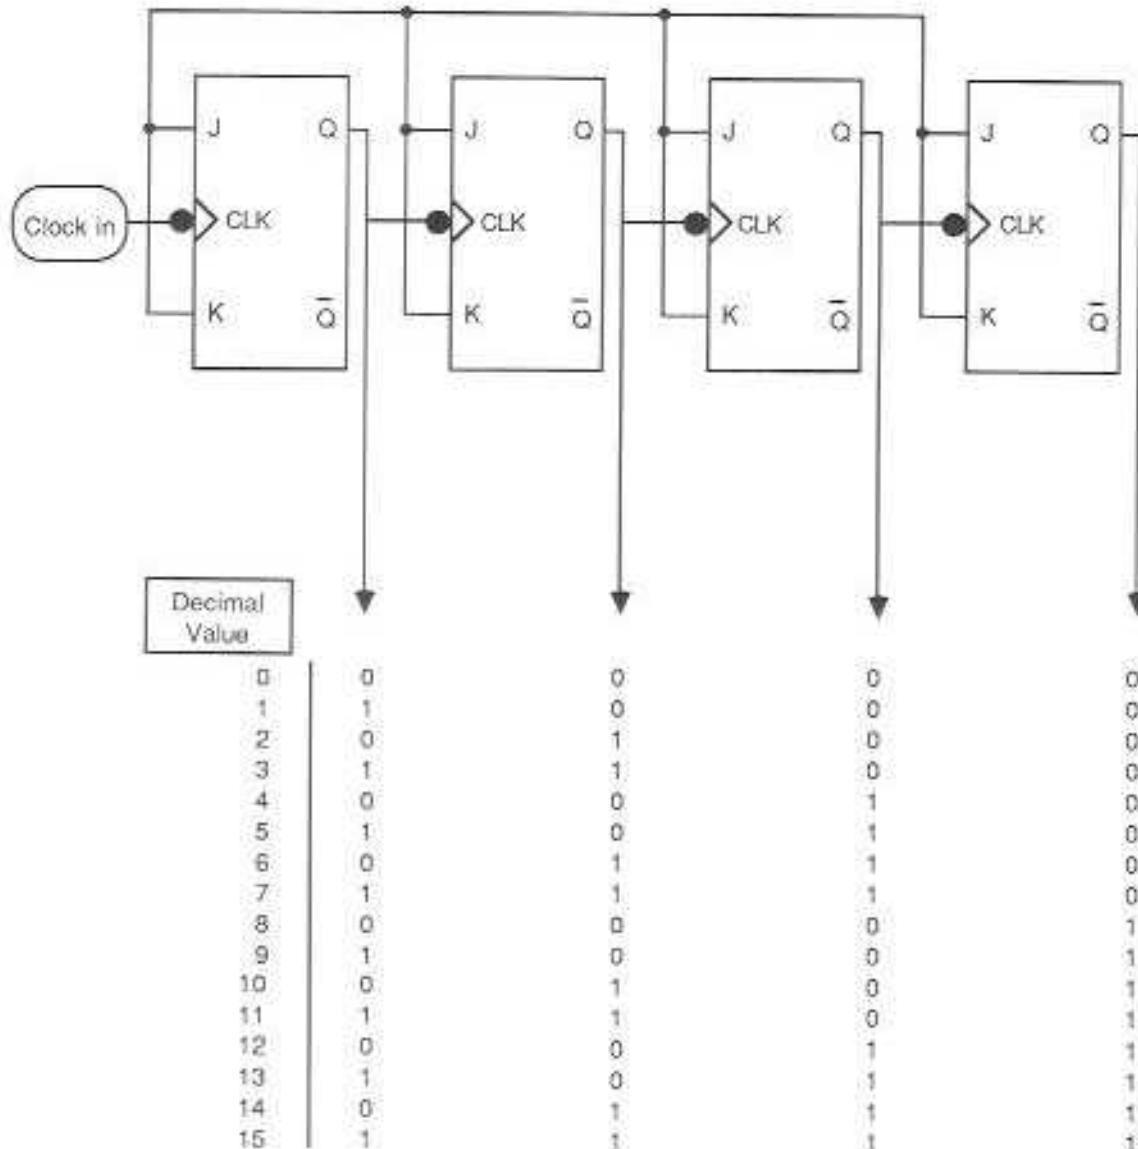 J Q J Q J Q J Q
Clock in CLK CLK CLK CLK
K Q̅ K Q̅ K Q̅ K Q̅
Decimal
Value
0 0 0 0 0
1 1 0 0 0
2 0 1 0 0
3 1 1 0 0
4 0 0 1 0
5 1 0 1 0
6 0 1 1 0
7 1 1 1 0
8 0 0 0 1
9 1 0 0 1
10 0 1 0 1
11 1 1 0 1
12 0 0 1 1
13 1 0 1 1
14 0 1 1 1
15 1 1 1 1